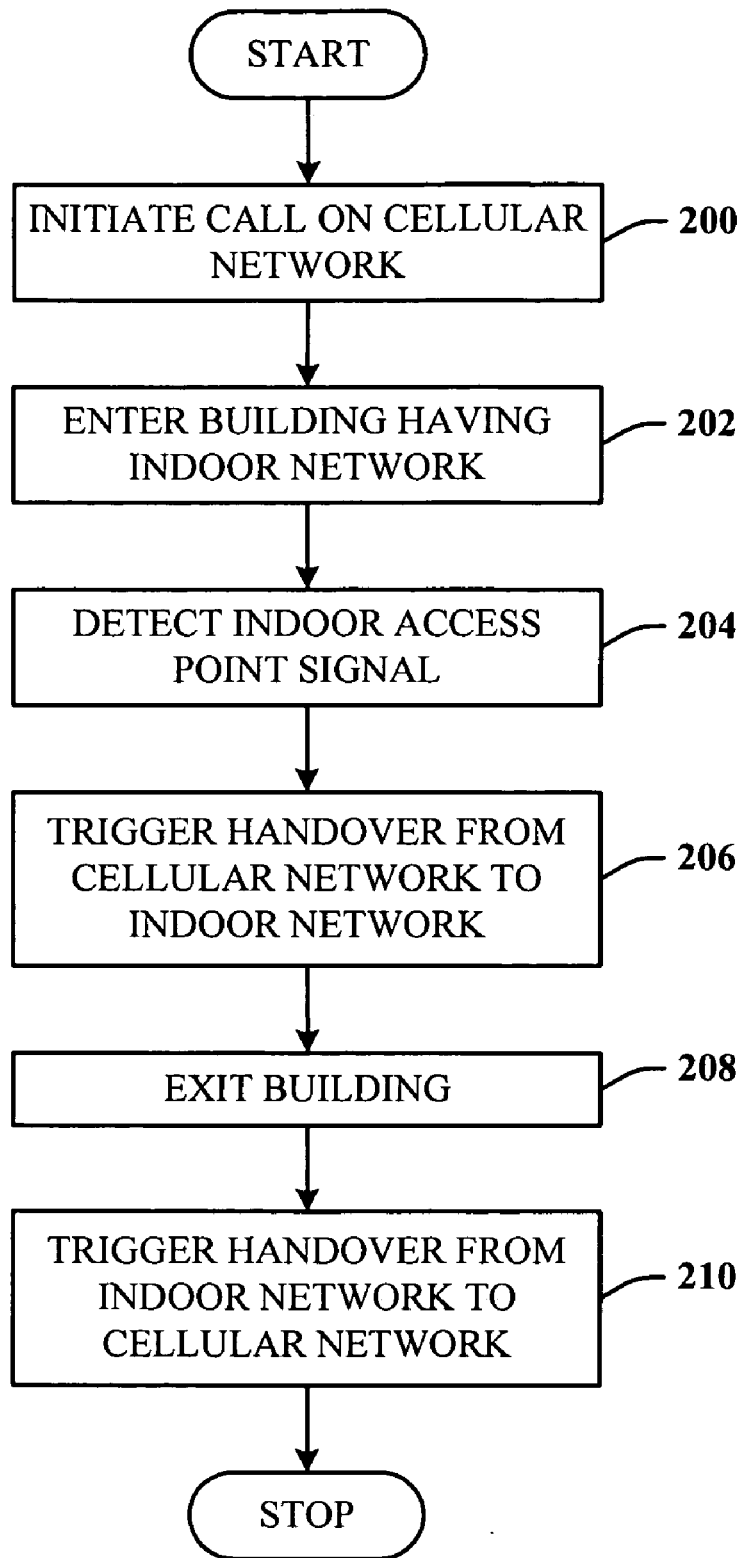 START
INITIATE CALL ON CELLULAR
NETWORK
200
ENTER BUILDING HAVING
INDOOR NETWORK
202
DETECT INDOOR ACCESS
POINT SIGNAL
204
TRIGGER HANDOVER FROM
CELLULAR NETWORK TO
INDOOR NETWORK
206
EXIT BUILDING
208
TRIGGER HANDOVER FROM
INDOOR NETWORK TO
CELLULAR NETWORK
210
STOP